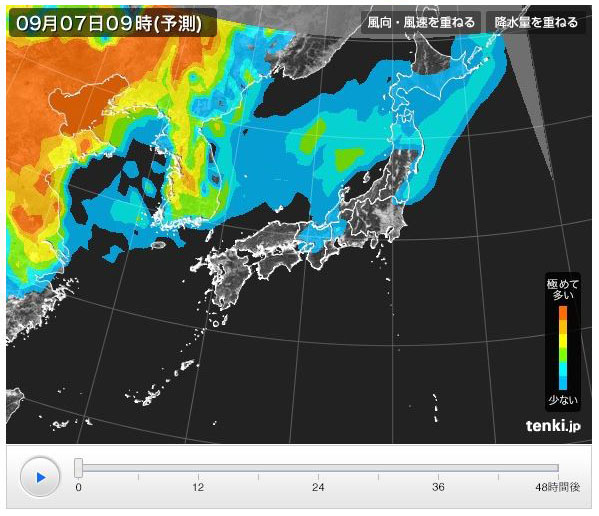 09月07日09時(予測)
風向・風速を重ねる
降水量を重ねる
極めて
多い
少ない
tenki.jp
0
12
24
36
48時間後